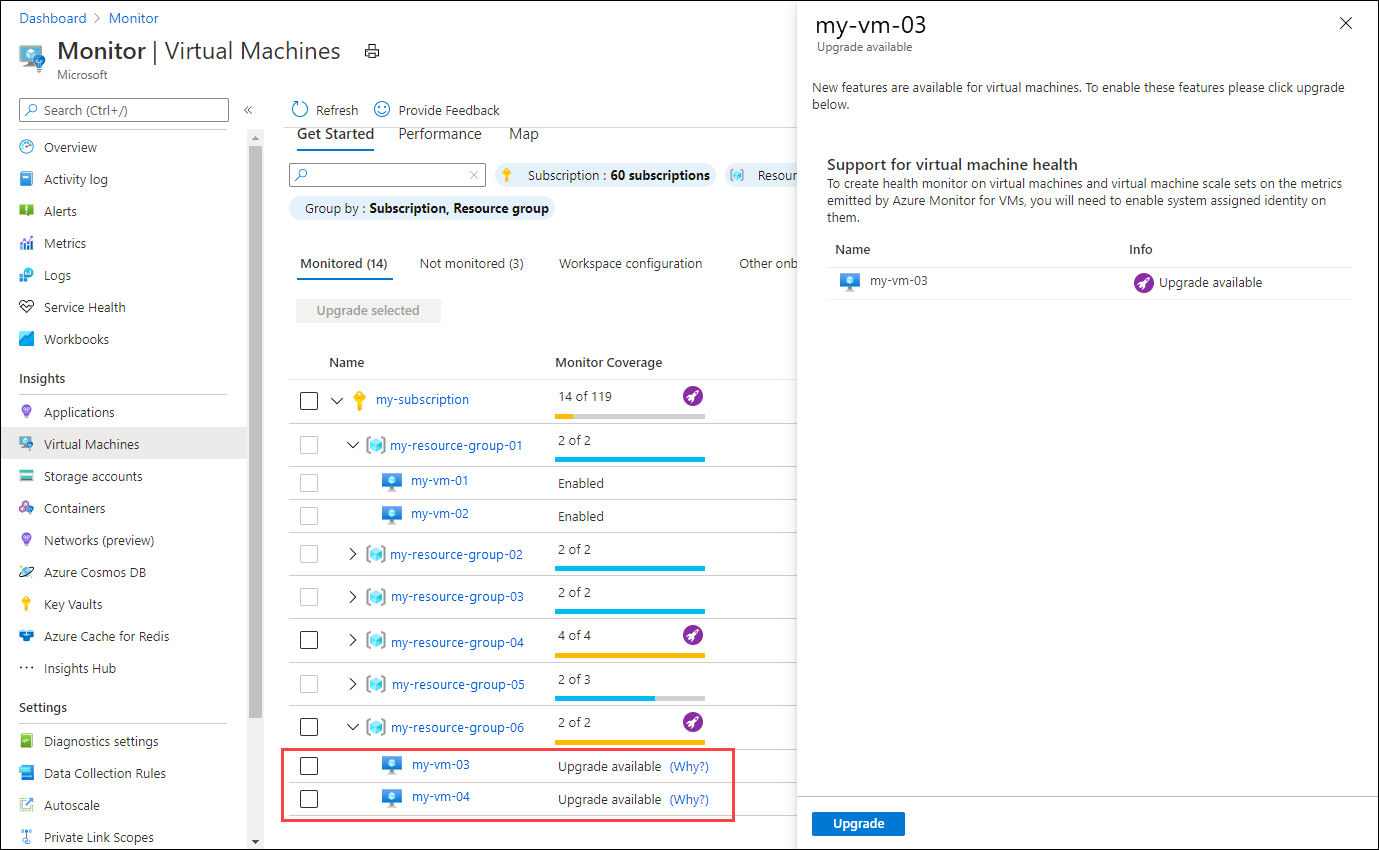 Dashboard > Monitor
Monitor | Virtual Machines
Microsoft
Search (Ctrl+/)
«
Overview
Activity log
Alerts
Metrics
Logs
Service Health
Workbooks
Insights
Applications
Virtual Machines
Storage accounts
Containers
Networks (preview)
Azure Cosmos DB
Key Vaults
Azure Cache for Redis
Insights Hub
Settings
Diagnostics settings
Data Collection Rules
Autoscale
Private Link Scopes
Refresh Provide Feedback
Get Started Performance Map
Subscription : 60 subscriptions Resour
Group by : Subscription, Resource group
Monitored (14) Not monitored (3) Workspace configuration Other onb
Upgrade selected
Name Monitor Coverage
my-subscription 14 of 119
my-resource-group-01 2 of 2
my-vm-01 Enabled
my-vm-02 Enabled
my-resource-group-02 2 of 2
my-resource-group-03 2 of 2
my-resource-group-04 4 of 4
my-resource-group-05 2 of 3
my-resource-group-06 2 of 2
my-vm-03 Upgrade available (Why?)
my-vm-04 Upgrade available (Why?)
my-vm-03
Upgrade available
New features are available for virtual machines. To enable these features please click upgrade
below.
Support for virtual machine health
To create health monitor on virtual machines and virtual machine scale sets on the metrics
emitted by Azure Monitor for VMs, you will need to enable system assigned identity on
them.
Name Info
my-vm-03 Upgrade available
Upgrade